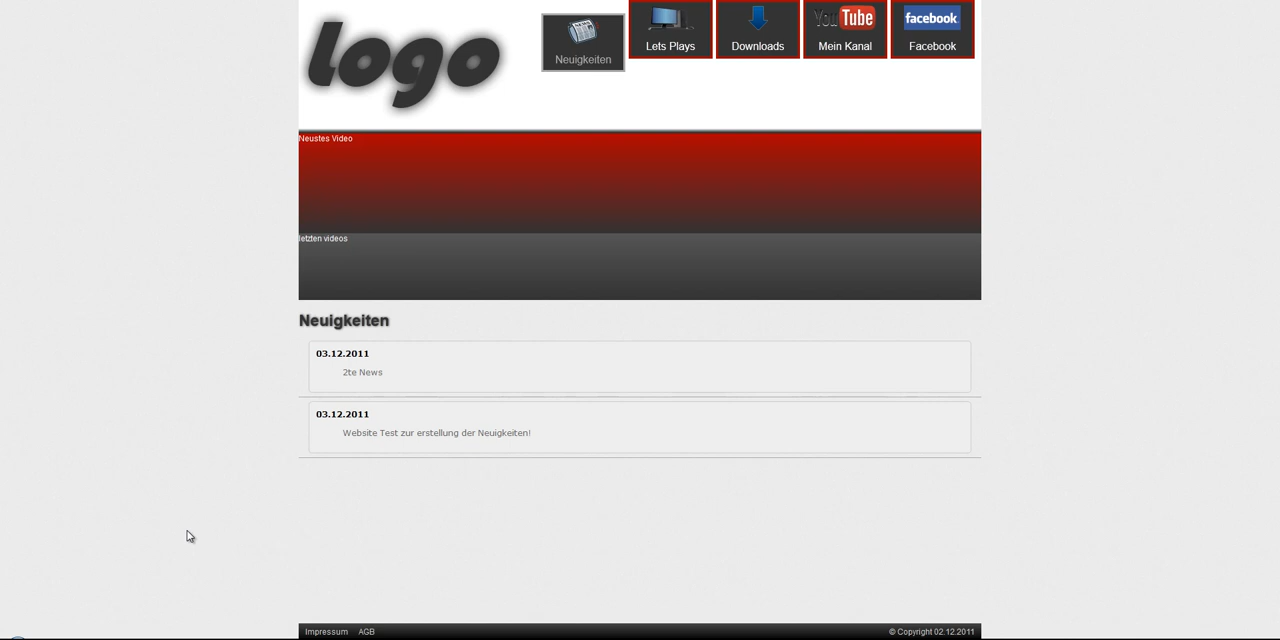 logo
Neuigkeiten
Lets Plays
Downloads
YouTube
Mein Kanal
facebook
Facebook
Neustes Video
letzten videos
Neuigkeiten
03.12.2011
2te News
03.12.2011
Website Test zur erstellung der Neuigkeiten!
Impressum AGB © Copyright 02.12.2011